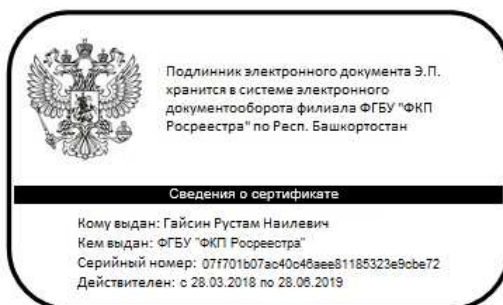 Подлинник электронного документа Э.П.
хранится в системе электронного
документооборота филиала ФГБУ "ФКП
Росреестра" по Респ. Башкортостан
Сведения о сертификате
Кому выдан: Гайсин Рустам Наилевич
Кем выдан: ФГБУ "ФКП Росреестра"
Серийный номер: 07f701b07ac40c46aee81185323e9cbe72
Действителен: с 28.03.2018 по 28.06.2019